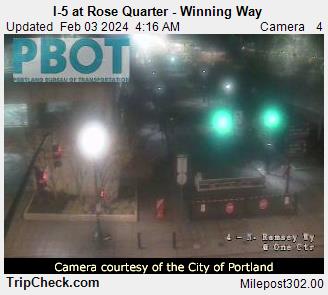 I-5 at Rose Quarter - Winning Way
Updated  Feb 03 2024  4:16 AM    Camera    4
PBOT
PORTLAND BUREAU OF TRANSPORTATION
4 - N. Ramsey Wy
@ One Ctr
Camera courtesy of the City of Portland
TripCheck.com    Milepost302.00